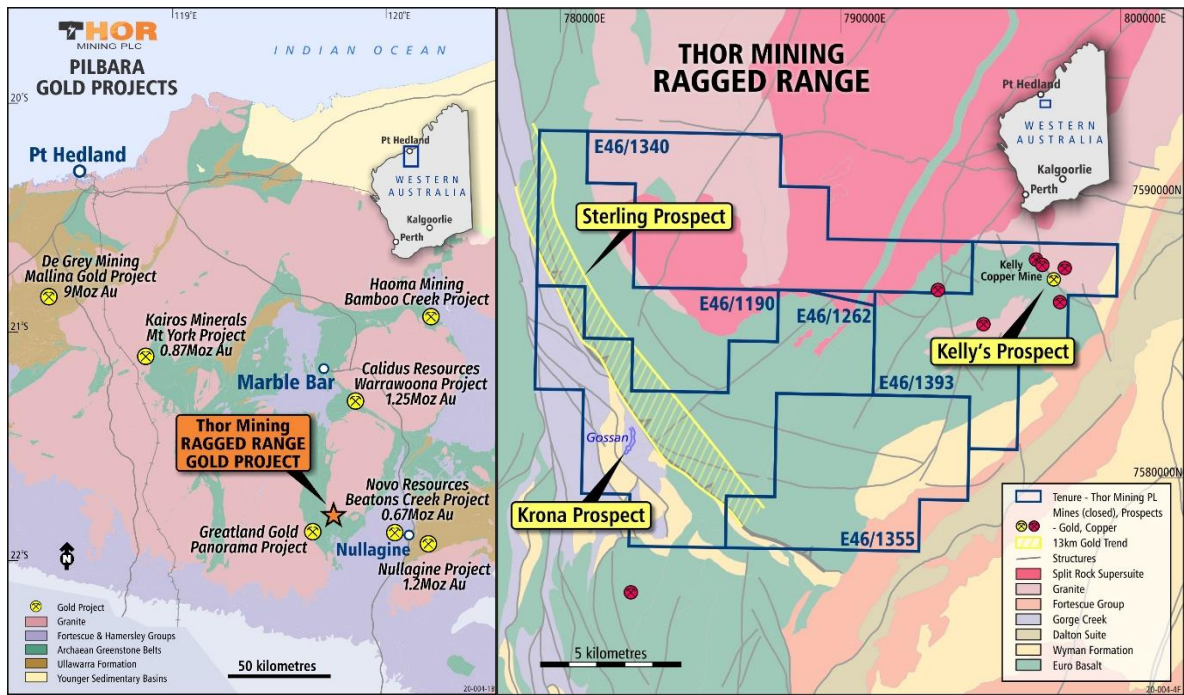 THOR
MINING PLC
PILBARA
GOLD PROJECTS
119°E
120°E
INDIAN OCEAN
20°S
21°S
22°S
Pt Hedland
Pt Hedland
WESTERN
AUSTRALIA
Kalgoorlie
Perth
De Grey Mining
Mallina Gold Project
9Moz Au
Haoma Mining
Bamboo Creek Project
Kairos Minerals
Mt York Project
0.87Moz Au
Marble Bar
Calidus Resources
Warrawoona Project
1.25Moz Au
Thor Mining
RAGGED RANGE
GOLD PROJECT
Novo Resources
Beatons Creek Project
0.67Moz Au
Greatland Gold
Panorama Project
Nullagine
Nullagine Project
1.2Moz Au
N
Gold Project
Granite
Fortescue & Hamersley Groups
Archaean Greenstone Belts
Ullawarra Formation
Younger Sedimentary Basins
50 kilometres
780000E
790000E
800000E
THOR MINING
RAGGED RANGE
Pt Hedland
WESTERN
AUSTRALIA
Kalgoorlie
Perth
7590000N
7580000N
E46/1340
Sterling Prospect
Kelly
Copper Mine
E46/1190
E46/1262
Kelly's Prospect
E46/1393
Gossan
Krona Prospect
E46/1355
5 kilometres
Tenure - Thor Mining PL
Mines (closed), Prospects
- Gold, Copper
13km Gold Trend
Structures
Split Rock Supersuite
Granite
Fortescue Group
Gorge Creek
Dalton Suite
Wyman Formation
Euro Basalt
20-004-4F